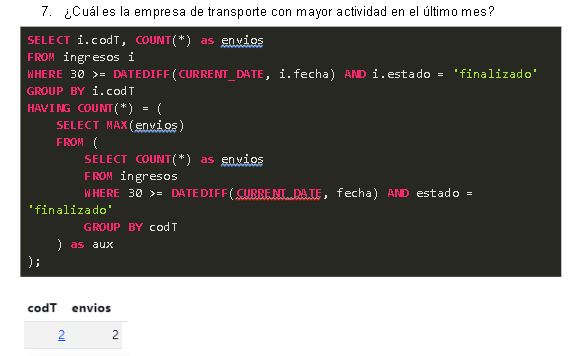 7. ¿Cuál es la empresa de transporte con mayor actividad en el último mes?
SELECT i.codT, COUNT(*) as envios
FROM ingresos i
WHERE 30 >= DATEDIFF(CURRENT_DATE, i.fecha) AND i.estado = 'finalizado'
GROUP BY i.codT
HAVING COUNT(*) = (
SELECT MAX(envios)
FROM (
SELECT COUNT(*) as envios
FROM ingresos
WHERE 30 >= DATEDIFF(CURRENT_DATE, fecha) AND estado =
'finalizado'
GROUP BY codT
) as aux
);
codT envios
2 2